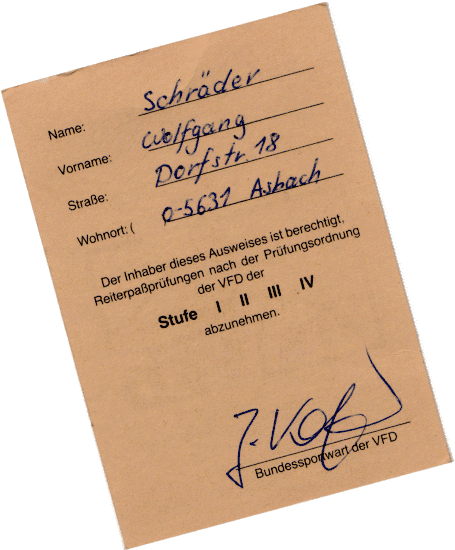 Name: Schräder
Vorname: Wolfgang
Straße: Dorfstr. 18
Wohnort: ( O-5631 Asbach
Der Inhaber dieses Ausweises ist berechtigt,
Reiterpaßprüfungen nach der Prüfungsordnung
der VFD der
Stufe I II III IV
abzunehmen.
Bundessportwart der VFD